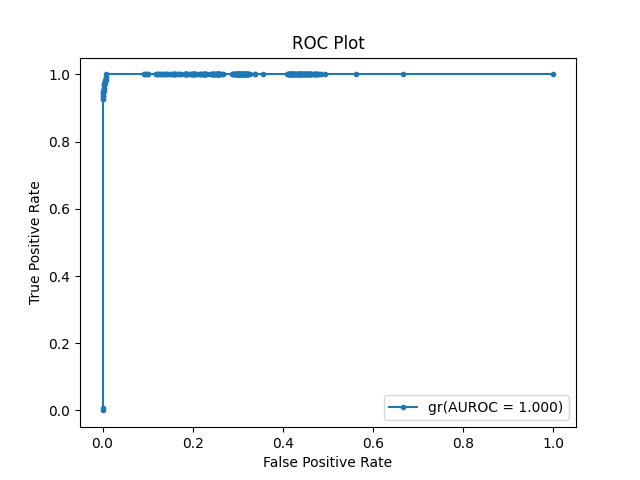 ROC Plot
True Positive Rate
1.0
0.8
0.6
0.4
0.2
0.0
gr(AUROC = 1.000)
0.0 0.2 0.4 0.6 0.8 1.0
False Positive Rate